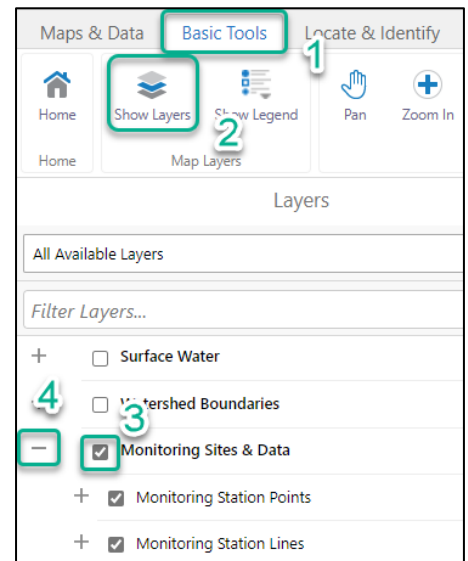 Maps & Data Basic Tools Locate & Identify
1
Home Show Layers Show Legend Pan Zoom In
2
Home Map Layers
Layers
All Available Layers
Filter Layers...
+ Surface Water
4 Watershed Boundaries
3
− Monitoring Sites & Data
+ Monitoring Station Points
+ Monitoring Station Lines